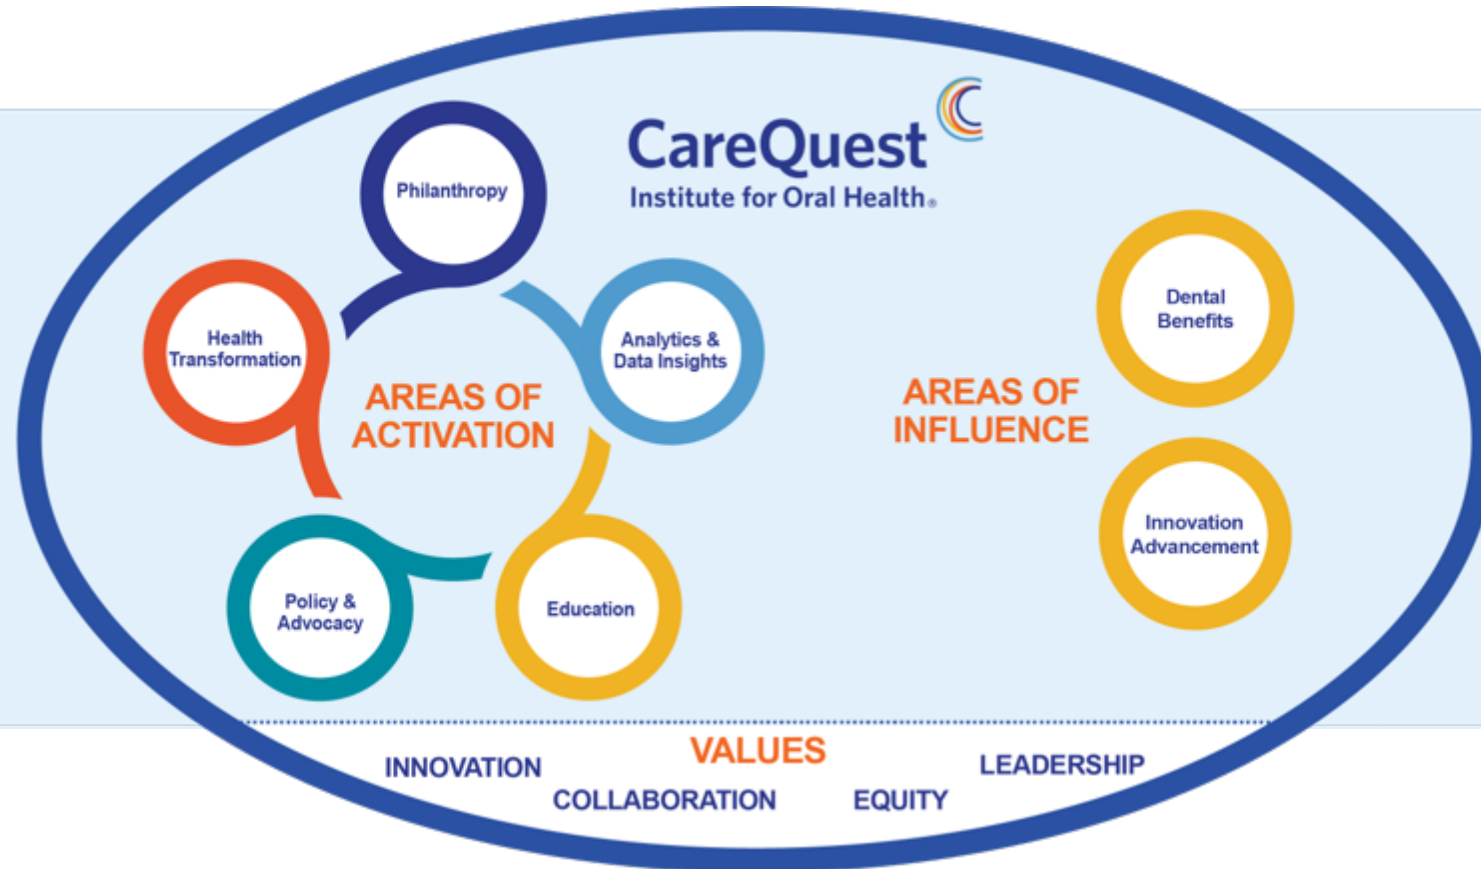 CareQuest
Institute for Oral Health®
Philanthropy
Health
Transformation
Analytics &
Data Insights
AREAS OF
ACTIVATION
Policy &
Advocacy
Education
AREAS OF
INFLUENCE
Dental
Benefits
Innovation
Advancement
VALUES
INNOVATION
COLLABORATION
EQUITY
LEADERSHIP